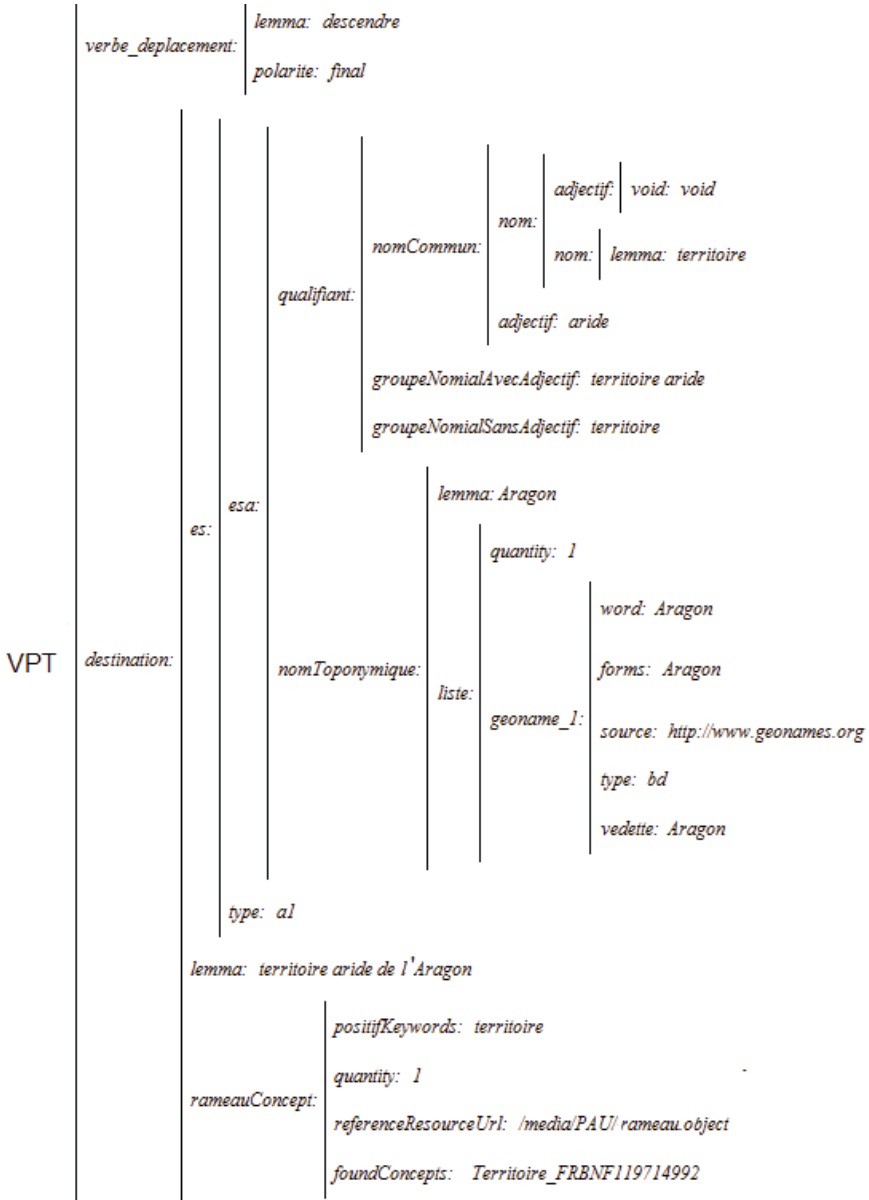 lemma: descendre
verbe_deplacement:
polarite: final
adjectif: void: void
nom:
nomCommun:
nom: lemma: territoire
qualifiant:
adjectif: aride
groupeNomialAvecAdjectif: territoire aride
groupeNomialSansAdjectif: territoire
lemma: Aragon
esa:
es:
quantity: 1
word: Aragon
VPT
destination:
nomToponymique:
forms: Aragon
liste:
geoname_1:
source: http://www.geonames.org
type: bd
vedette: Aragon
type: a1
lemma: territoire aride de l'Aragon
positifKeywords: territoire
quantity: 1
rameauConcept:
referenceResourceUrl: /media/PAU/rameau.object
foundConcepts: Territoire_FRBNF119714992